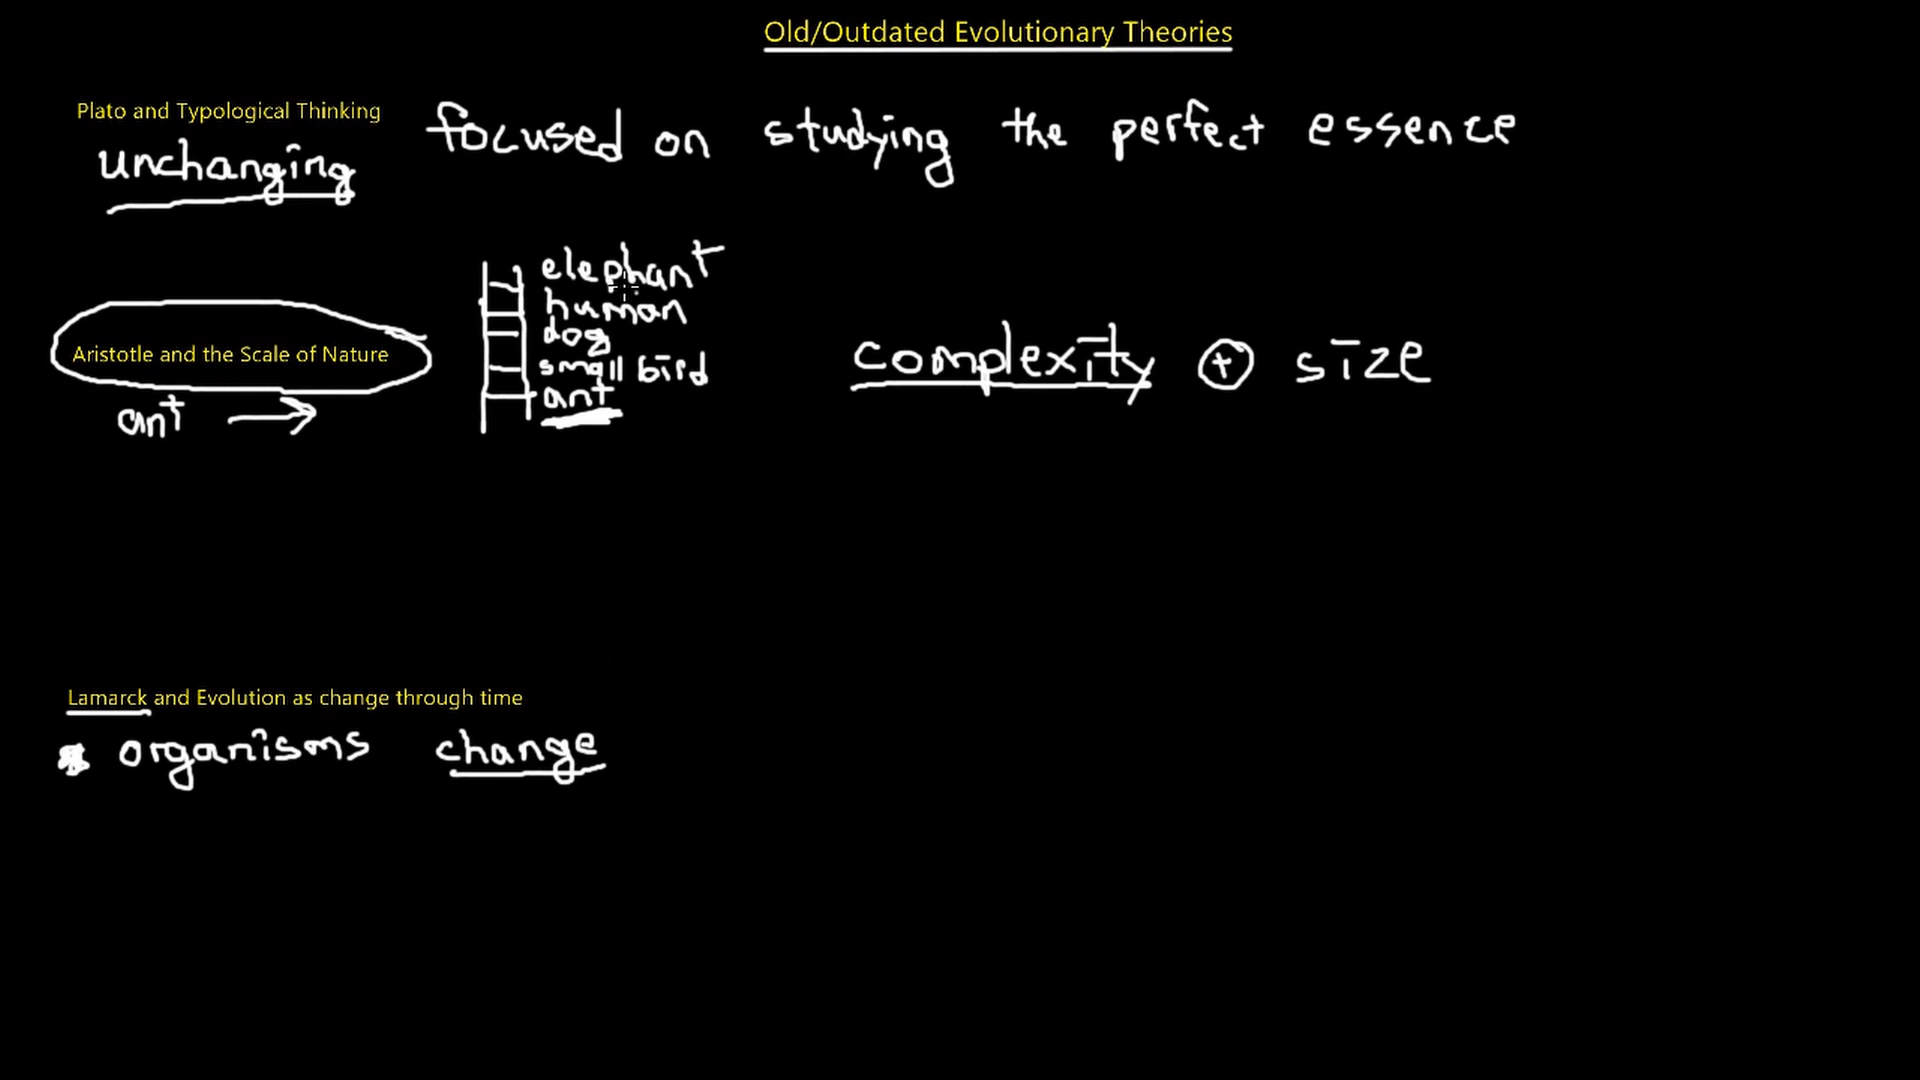 Old/Outdated Evolutionary Theories
Plato and Typological Thinking
focused on studying the perfect essence
unchanging
elephant
human
dog
small bird
ant
Aristotle and the Scale of Nature
complexity + size
ant →
Lamarck and Evolution as change through time
* organisms change